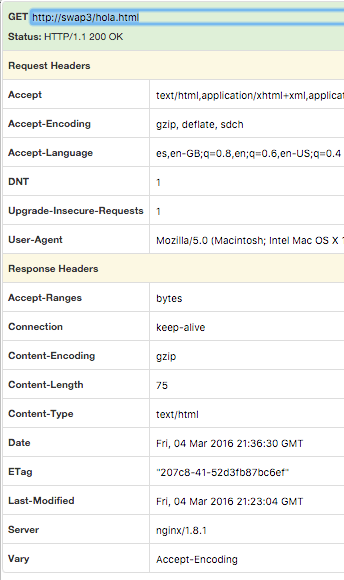 GET http://swap3/hola.html
Status: HTTP/1.1 200 OK
Request Headers
Accept text/html,application/xhtml+xml,applicat
Accept-Encoding gzip, deflate, sdch
Accept-Language es,en-GB;q=0.8,en;q=0.6,en-US;q=0.4
DNT 1
Upgrade-Insecure-Requests 1
User-Agent Mozilla/5.0 (Macintosh; Intel Mac OS X 1
Response Headers
Accept-Ranges bytes
Connection keep-alive
Content-Encoding gzip
Content-Length 75
Content-Type text/html
Date Fri, 04 Mar 2016 21:36:30 GMT
ETag "207c8-41-52d3fb87bc6ef"
Last-Modified Fri, 04 Mar 2016 21:23:04 GMT
Server nginx/1.8.1
Vary Accept-Encoding